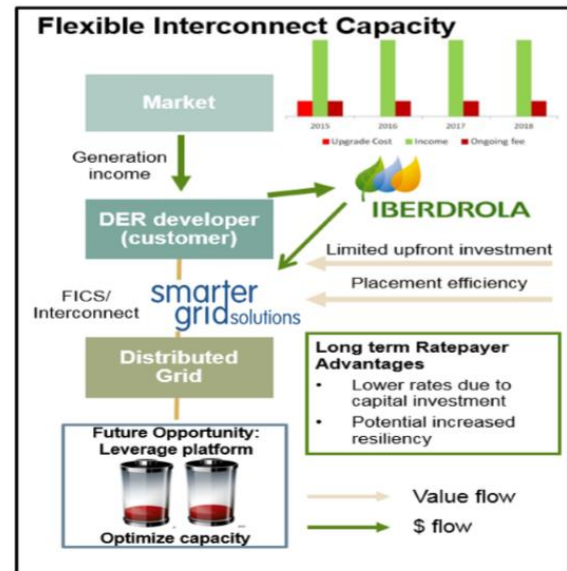 Flexible Interconnect Capacity
Market
2015 2016 2017 2018
Upgrade Cost Income Ongoing fee
Generation
income
DER developer
(customer)
IBERDROLA
Limited upfront investment
Placement efficiency
FICS/
Interconnect
smarter
gridsolutions
Distributed
Grid
Long term Ratepayer
Advantages
• Lower rates due to
capital investment
• Potential increased
resiliency
Future Opportunity:
Leverage platform
Optimize capacity
Value flow
$ flow